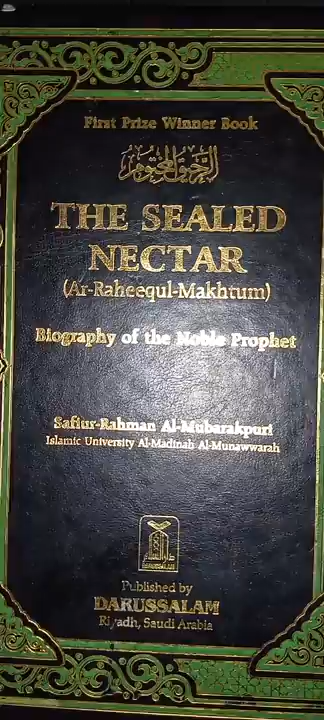 First Prize Winner Book
الرحيق المختوم
THE SEALED
NECTAR
(Ar-Raheequl-Makhtum)
Biography of the Noble Prophet
Safiur-Rahman Al-Mubarakpuri
Islamic University Al-Madinah Al-Munawwarah
DARUSSALAM
Published by
DARUSSALAM
Riyadh, Saudi Arabia